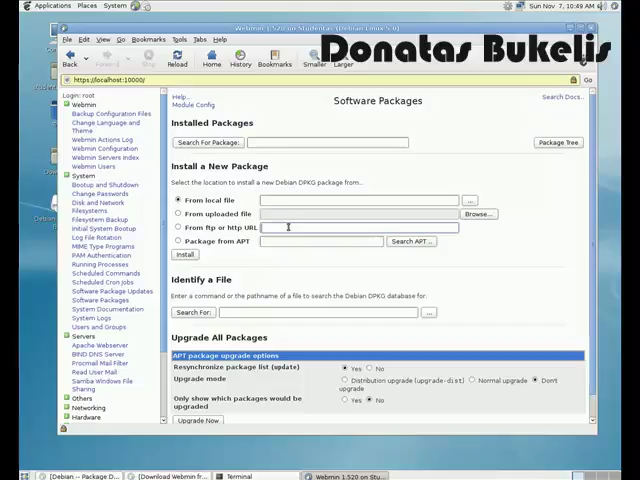 Applications Places System Sun Nov 7, 10:49 AM
Webmin 1.520 on Studentas (Debian Linux 5.0)
Donatas Bukelis
File Edit View Go Bookmarks Tools Tabs Help
Back Forward Stop Reload Home History Bookmarks Smaller Larger
https://localhost:10000/ Go
Login: root
Webmin
Backup Configuration Files
Change Language and
Theme
Webmin Actions Log
Webmin Configuration
Webmin Servers Index
Webmin Users
System
Bootup and Shutdown
Change Passwords
Disk and Network
Filesystems
Filesystem Backup
Initial System Bootup
Log File Rotation
MIME Type Programs
PAM Authentication
Running Processes
Scheduled Commands
Scheduled Cron Jobs
Software Package Updates
Software Packages
System Documentation
System Logs
Users and Groups
Servers
Apache Webserver
BIND DNS Server
Procmail Mail Filter
Read User Mail
Samba Windows File
Sharing
Others
Networking
Hardware
Help..
Module Config
Software Packages
Search Docs..
Installed Packages
Search For Package:
Package Tree
Install a New Package
Select the location to install a new Debian DPKG package from...
From local file ...
From uploaded file Browse...
From ftp or http URL
Package from APT Search APT ..
Install
Identify a File
Enter a command or the pathname of a file to search the Debian DPKG database for.
Search For: ...
Upgrade All Packages
APT package upgrade options
Resynchronize package list (update) Yes No
Upgrade mode Distribution upgrade (upgrade-dist) Normal upgrade Don't
upgrade
Only show which packages would be
upgraded Yes No
Upgrade Now
[Debian -- Package D... [Download Webmin fr... Terminal Webmin 1.520 on Stu...